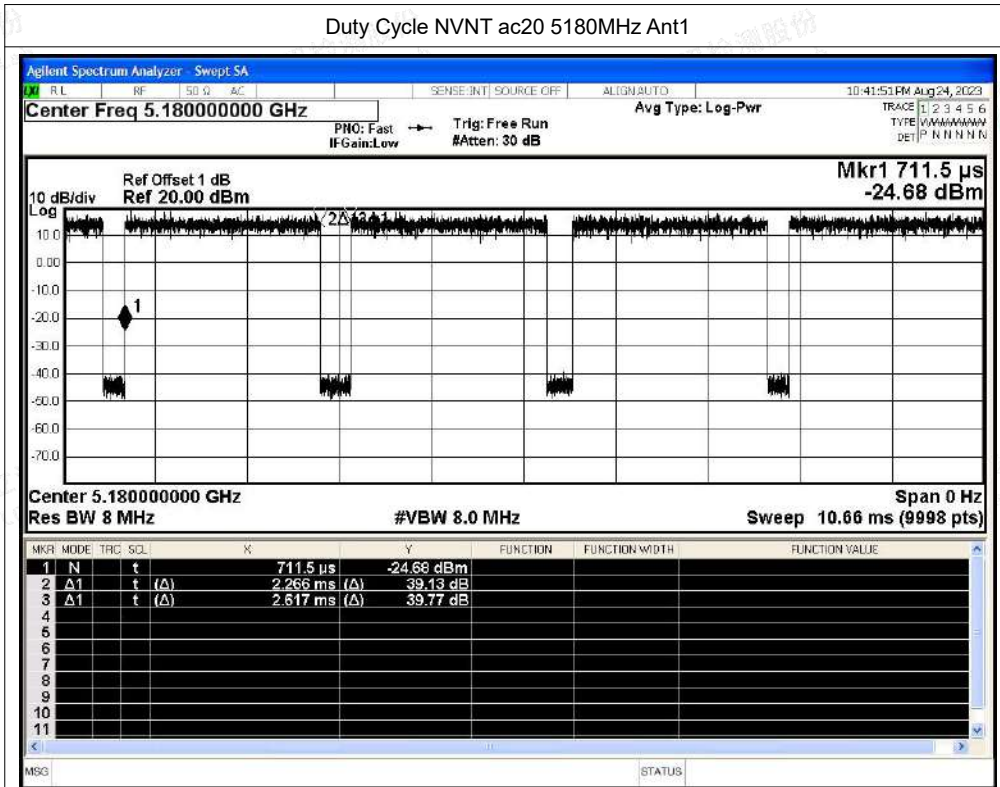 Duty Cycle NVNT ac20 5180MHz Ant1
Agilent Spectrum Analyzer - Swept SA
LXI RL RF 50 Ω AC SENSE:INT SOURCE OFF ALIGNAUTO 10:41:51PM Aug 24, 2023
Center Freq 5.180000000 GHz Avg Type: Log-Pwr TRACE 1 2 3 4 5 6
PNO: Fast Trig: Free Run TYPE
IFGain:Low #Atten: 30 dB DET P N N N N N
Mkr1 711.5 µs
Ref Offset 1 dB
10 dB/div Ref 20.00 dBm -24.68 dBm
Log
10.0
0.00
-10.0
1
-20.0
-30.0
-40.0
-50.0
-60.0
-70.0
Center 5.180000000 GHz Span 0 Hz
Res BW 8 MHz #VBW 8.0 MHz Sweep 10.66 ms (9998 pts)
MKR MODE TRC SCL X Y FUNCTION FUNCTION WIDTH FUNCTION VALUE
1 N t 711.5 µs -24.68 dBm
2 Δ1 t (Δ) 2.266 ms (Δ) 39.13 dB
3 Δ1 t (Δ) 2.617 ms (Δ) 39.77 dB
4
5
6
7
8
9
10
11
MSG STATUS